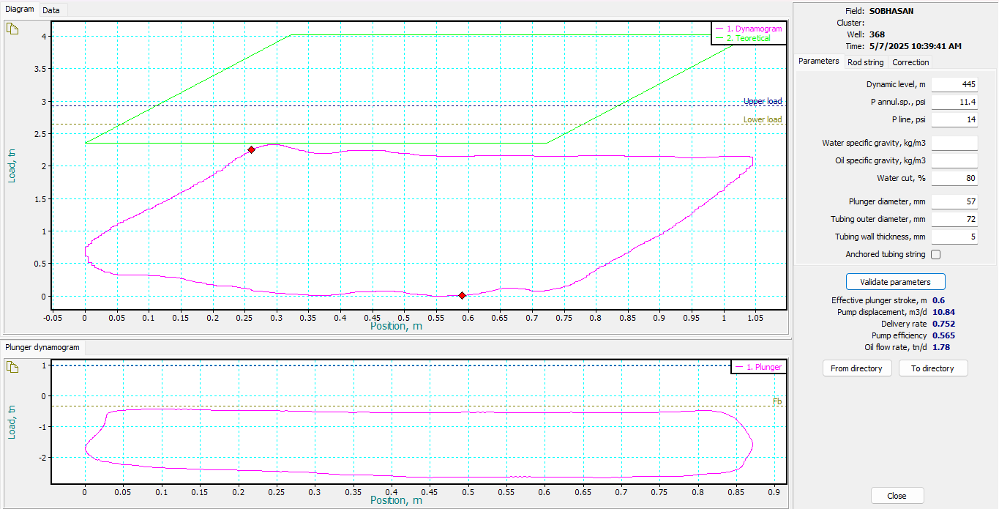 Diagram Data
4
3.5
3
2.5
2
1.5
1
0.5
0
Load, tn
1. Dynamogram
2. Teoretical
Upper load
Lower load
-0.05 0 0.05 0.1 0.15 0.2 0.25 0.3 0.35 0.4 0.45 0.5 0.55 0.6 0.65 0.7 0.75 0.8 0.85 0.9 0.95 1 1.05
Position, m
Plunger dynamogram
1
0
-1
-2
Load, tn
1. Plunger
Fb
0 0.05 0.1 0.15 0.2 0.25 0.3 0.35 0.4 0.45 0.5 0.55 0.6 0.65 0.7 0.75 0.8 0.85 0.9
Position, m
Field: SOBHASAN
Cluster:
Well: 368
Time: 5/7/2025 10:39:41 AM
Parameters Rod string Correction
Dynamic level, m 445
P annul.sp., psi 11.4
P line, psi 14
Water specific gravity, kg/m3
Oil specific gravity, kg/m3
Water cut, % 80
Plunger diameter, mm 57
Tubing outer diameter, mm 72
Tubing wall thickness, mm 5
Anchored tubing string
Validate parameters
Effective plunger stroke, m 0.6
Pump displacement, m3/d 10.84
Delivery rate 0.752
Pump efficiency 0.565
Oil flow rate, tn/d 1.78
From directory To directory
Close